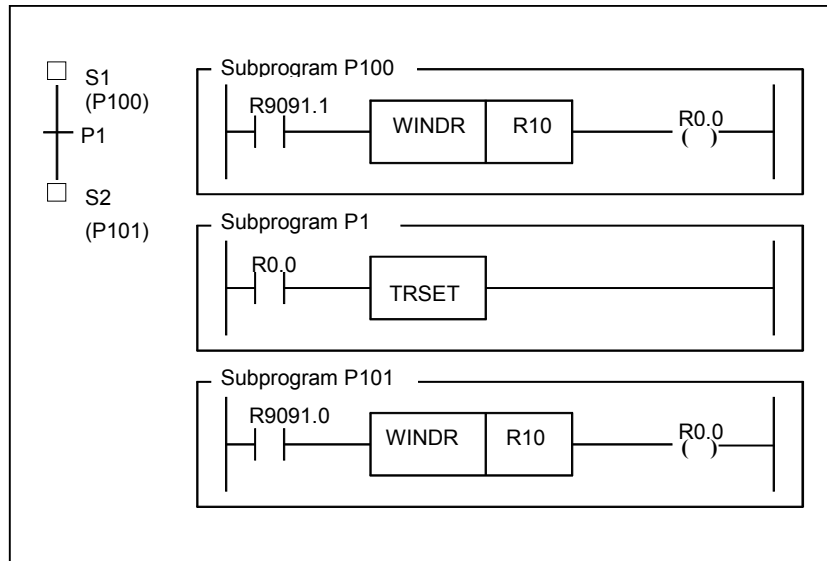 S1
(P100)
P1
S2
(P101)
Subprogram P100
R9091.1
WINDR R10
R0.0
( )
Subprogram P1
R0.0
TRSET
Subprogram P101
R9091.0
WINDR R10
R0.0
( )